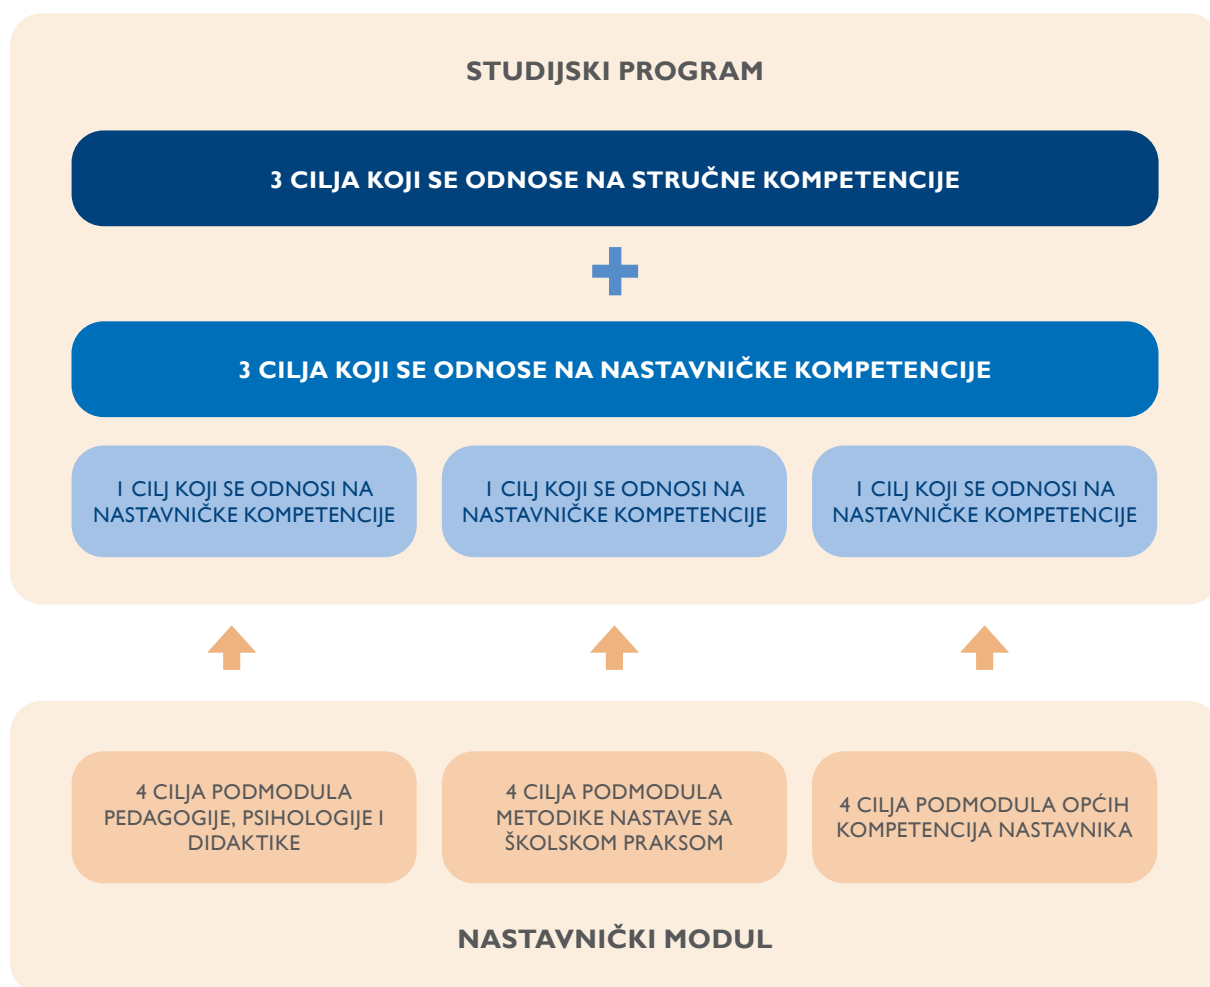 STUDIJSKI PROGRAM
3 CILJA KOJI SE ODNOSE NA STRUČNE KOMPETENCIJE
3 CILJA KOJI SE ODNOSE NA NASTAVNIČKE KOMPETENCIJE
1 CILJ KOJI SE ODNOSI NA
NASTAVNIČKE KOMPETENCIJE
1 CILJ KOJI SE ODNOSI NA
NASTAVNIČKE KOMPETENCIJE
1 CILJ KOJI SE ODNOSI NA
NASTAVNIČKE KOMPETENCIJE
4 CILJA PODMODULA
PEDAGOGIJE, PSIHOLOGIJE I
DIDAKTIKE
4 CILJA PODMODULA
METODIKE NASTAVE SA
ŠKOLSKOM PRAKSOM
4 CILJA PODMODULA OPĆIH
KOMPETENCIJA NASTAVNIKA
NASTAVNIČKI MODUL